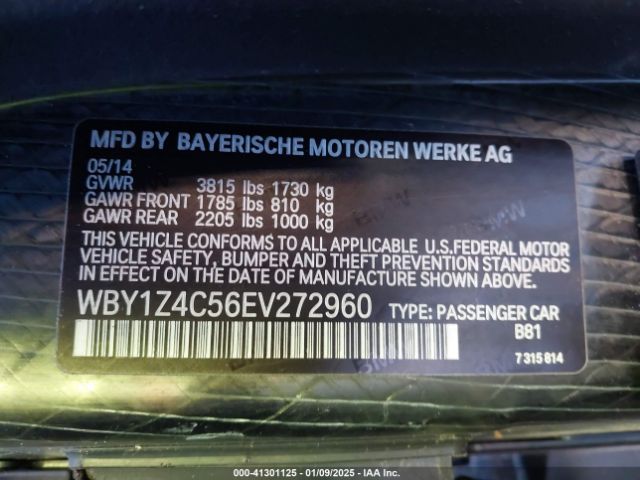 MFD BY BAYERISCHE MOTOREN WERKE AG
05/14
GVWR 3815 lbs 1730 kg
GAWR FRONT 1785 lbs 810 kg
GAWR REAR 2205 lbs 1000 kg
THIS VEHICLE CONFORMS TO ALL APPLICABLE U.S.FEDERAL MOTOR
VEHICLE SAFETY, BUMPER AND THEFT PREVENTION STANDARDS
IN EFFECT ON THE DATE OF MANUFACTURE SHOWN ABOVE.
WBY1Z4C56EV272960 TYPE: PASSENGER CAR
B81
7 315 814
000-41301125 - 01/09/2025 - IAA Inc.